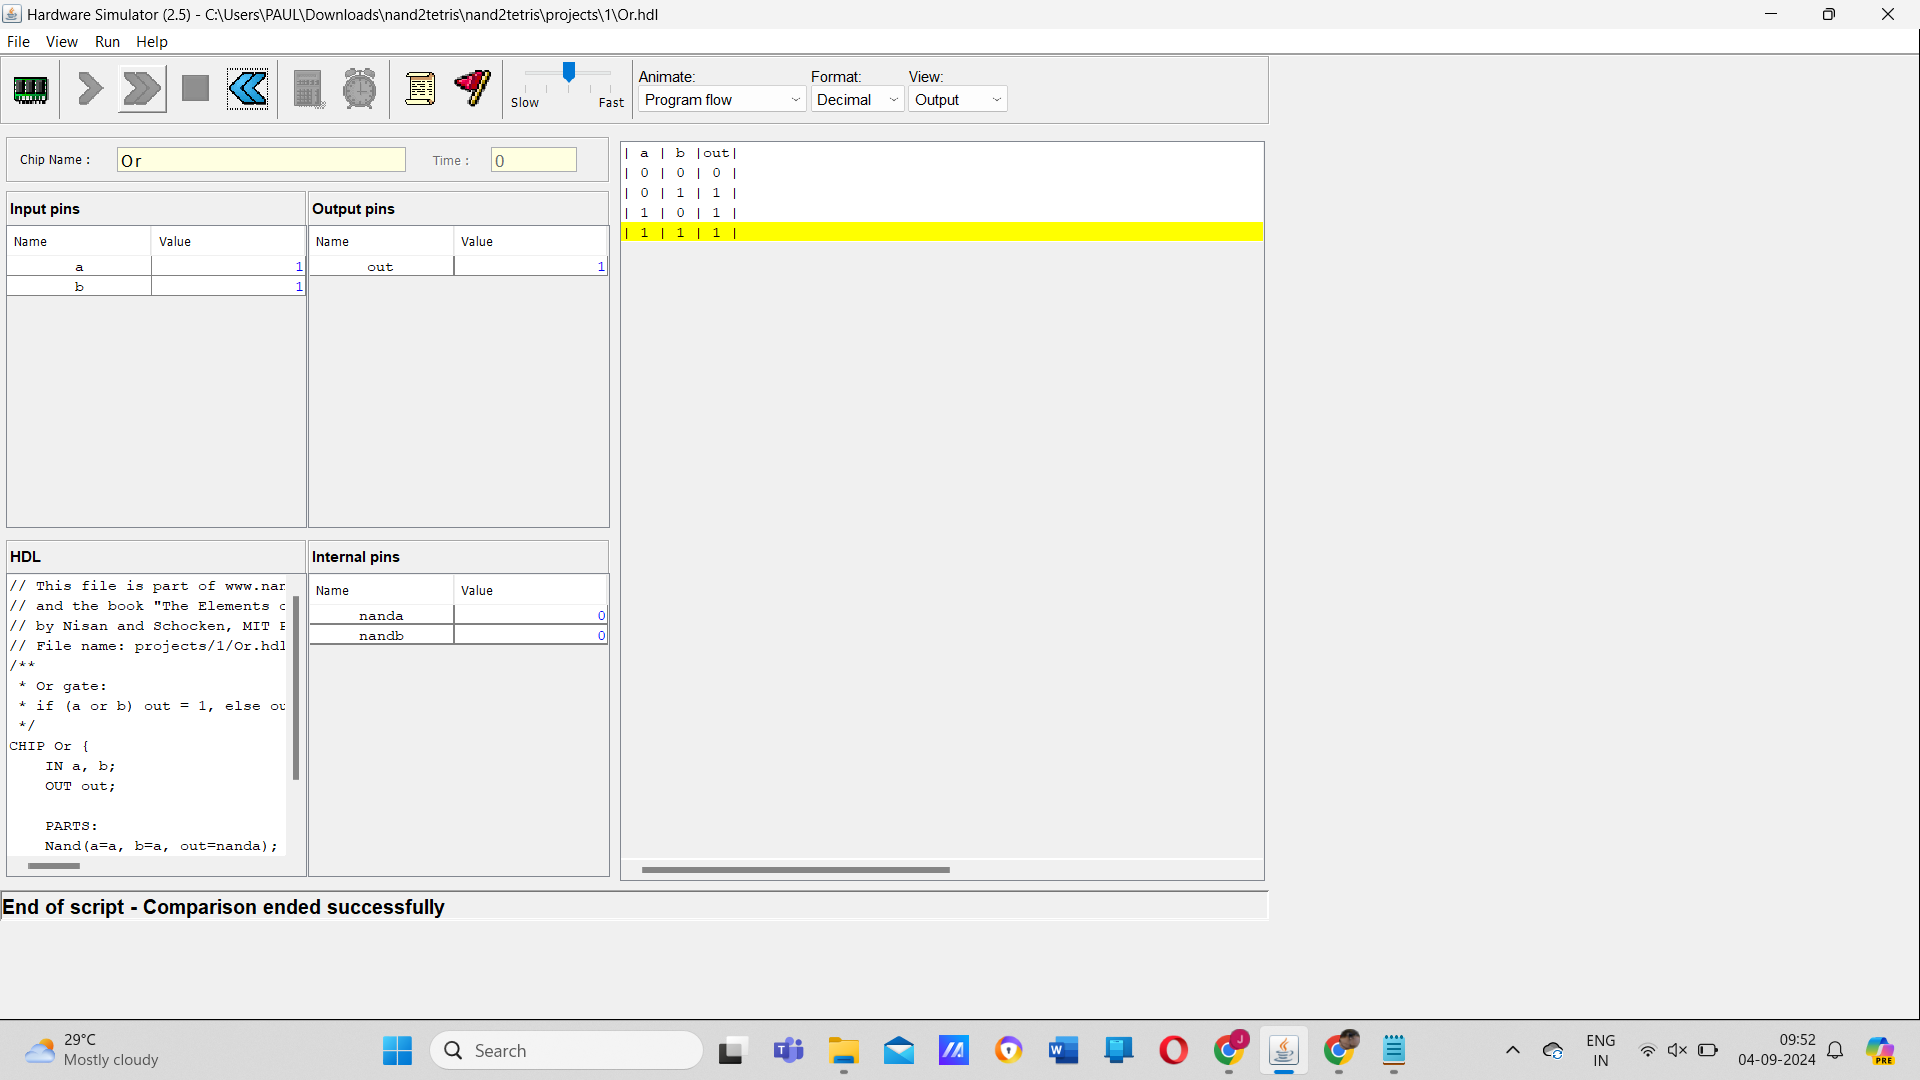 Hardware Simulator (2.5) - C:\Users\PAUL\Downloads\nand2tetris\nand2tetris\projects\1\Or.hdl
File View Run Help
Slow Fast
Animate: Format: View:
Program flow Decimal Output
Chip Name : Or Time : 0
Input pins Output pins
Name Value Name Value
a 1 out 1
b 1
| a | b |out|
| 0 | 0 | 0 |
| 0 | 1 | 1 |
| 1 | 0 | 1 |
| 1 | 1 | 1 |
HDL
// This file is part of www.nan
// and the book "The Elements o
// by Nisan and Schocken, MIT P
// File name: projects/1/Or.hdl
/**
* Or gate:
* if (a or b) out = 1, else ou
*/
CHIP Or {
IN a, b;
OUT out;
PARTS:
Nand(a=a, b=a, out=nanda);
Internal pins
Name Value
nanda 0
nandb 0
End of script - Comparison ended successfully
29°C
Mostly cloudy
Search
J
ENG
IN
09:52
04-09-2024
PRE